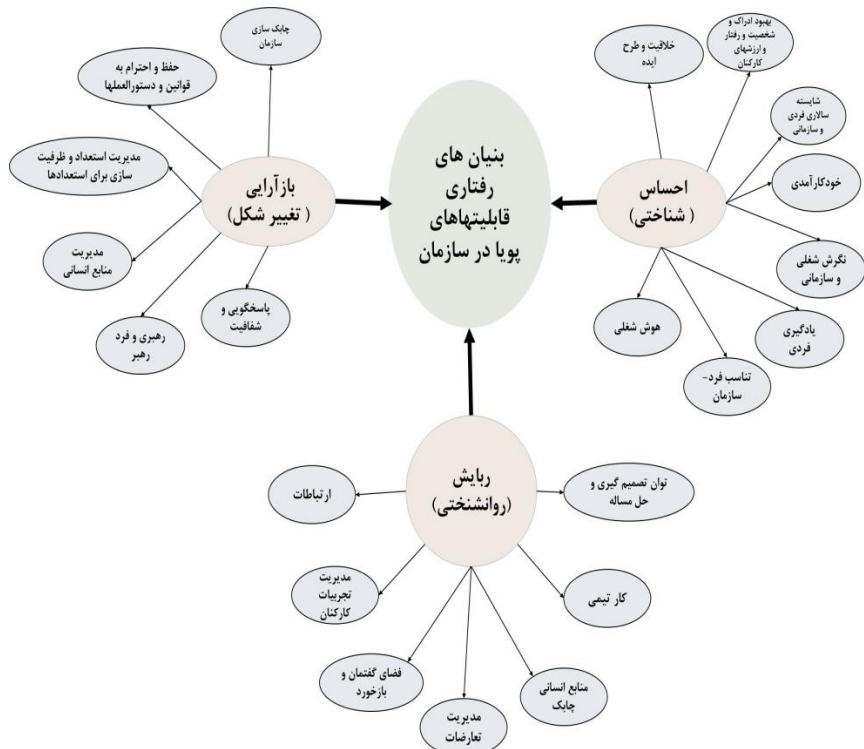 بنیان های
رفتاری
قابلیتهاهای
پویا در سازمان
احساس
(شناختی)
بهبود ادراک و
شخصیت و رفتار
و ارزشهای
کارکنان
خلاقیت و طرح
ایده
شایسته
سالاری فردی
و سازمانی
خودکارآمدی
نگرش شغلی
و سازمانی
یادگیری
فردی
تناسب فرد-
سازمان
هوش شغلی
بازآرایی
(تغییر شکل)
چابک سازی
سازمان
حفظ و احترام به
قوانین و دستورالعملها
مدیریت استعداد و ظرفیت
سازی برای استعدادها
مدیریت
منابع انسانی
رهبری و فرد
رهبر
پاسخگویی و
شفافیت
ربایش
(روانشنختی)
توان تصمیم گیری و
حل مساله
کار تیمی
منابع انسانی
چابک
مدیریت
تعارضات
فضای گفتمان و
بازخورد
مدیریت
تجربیات
کارکنان
ارتباطات